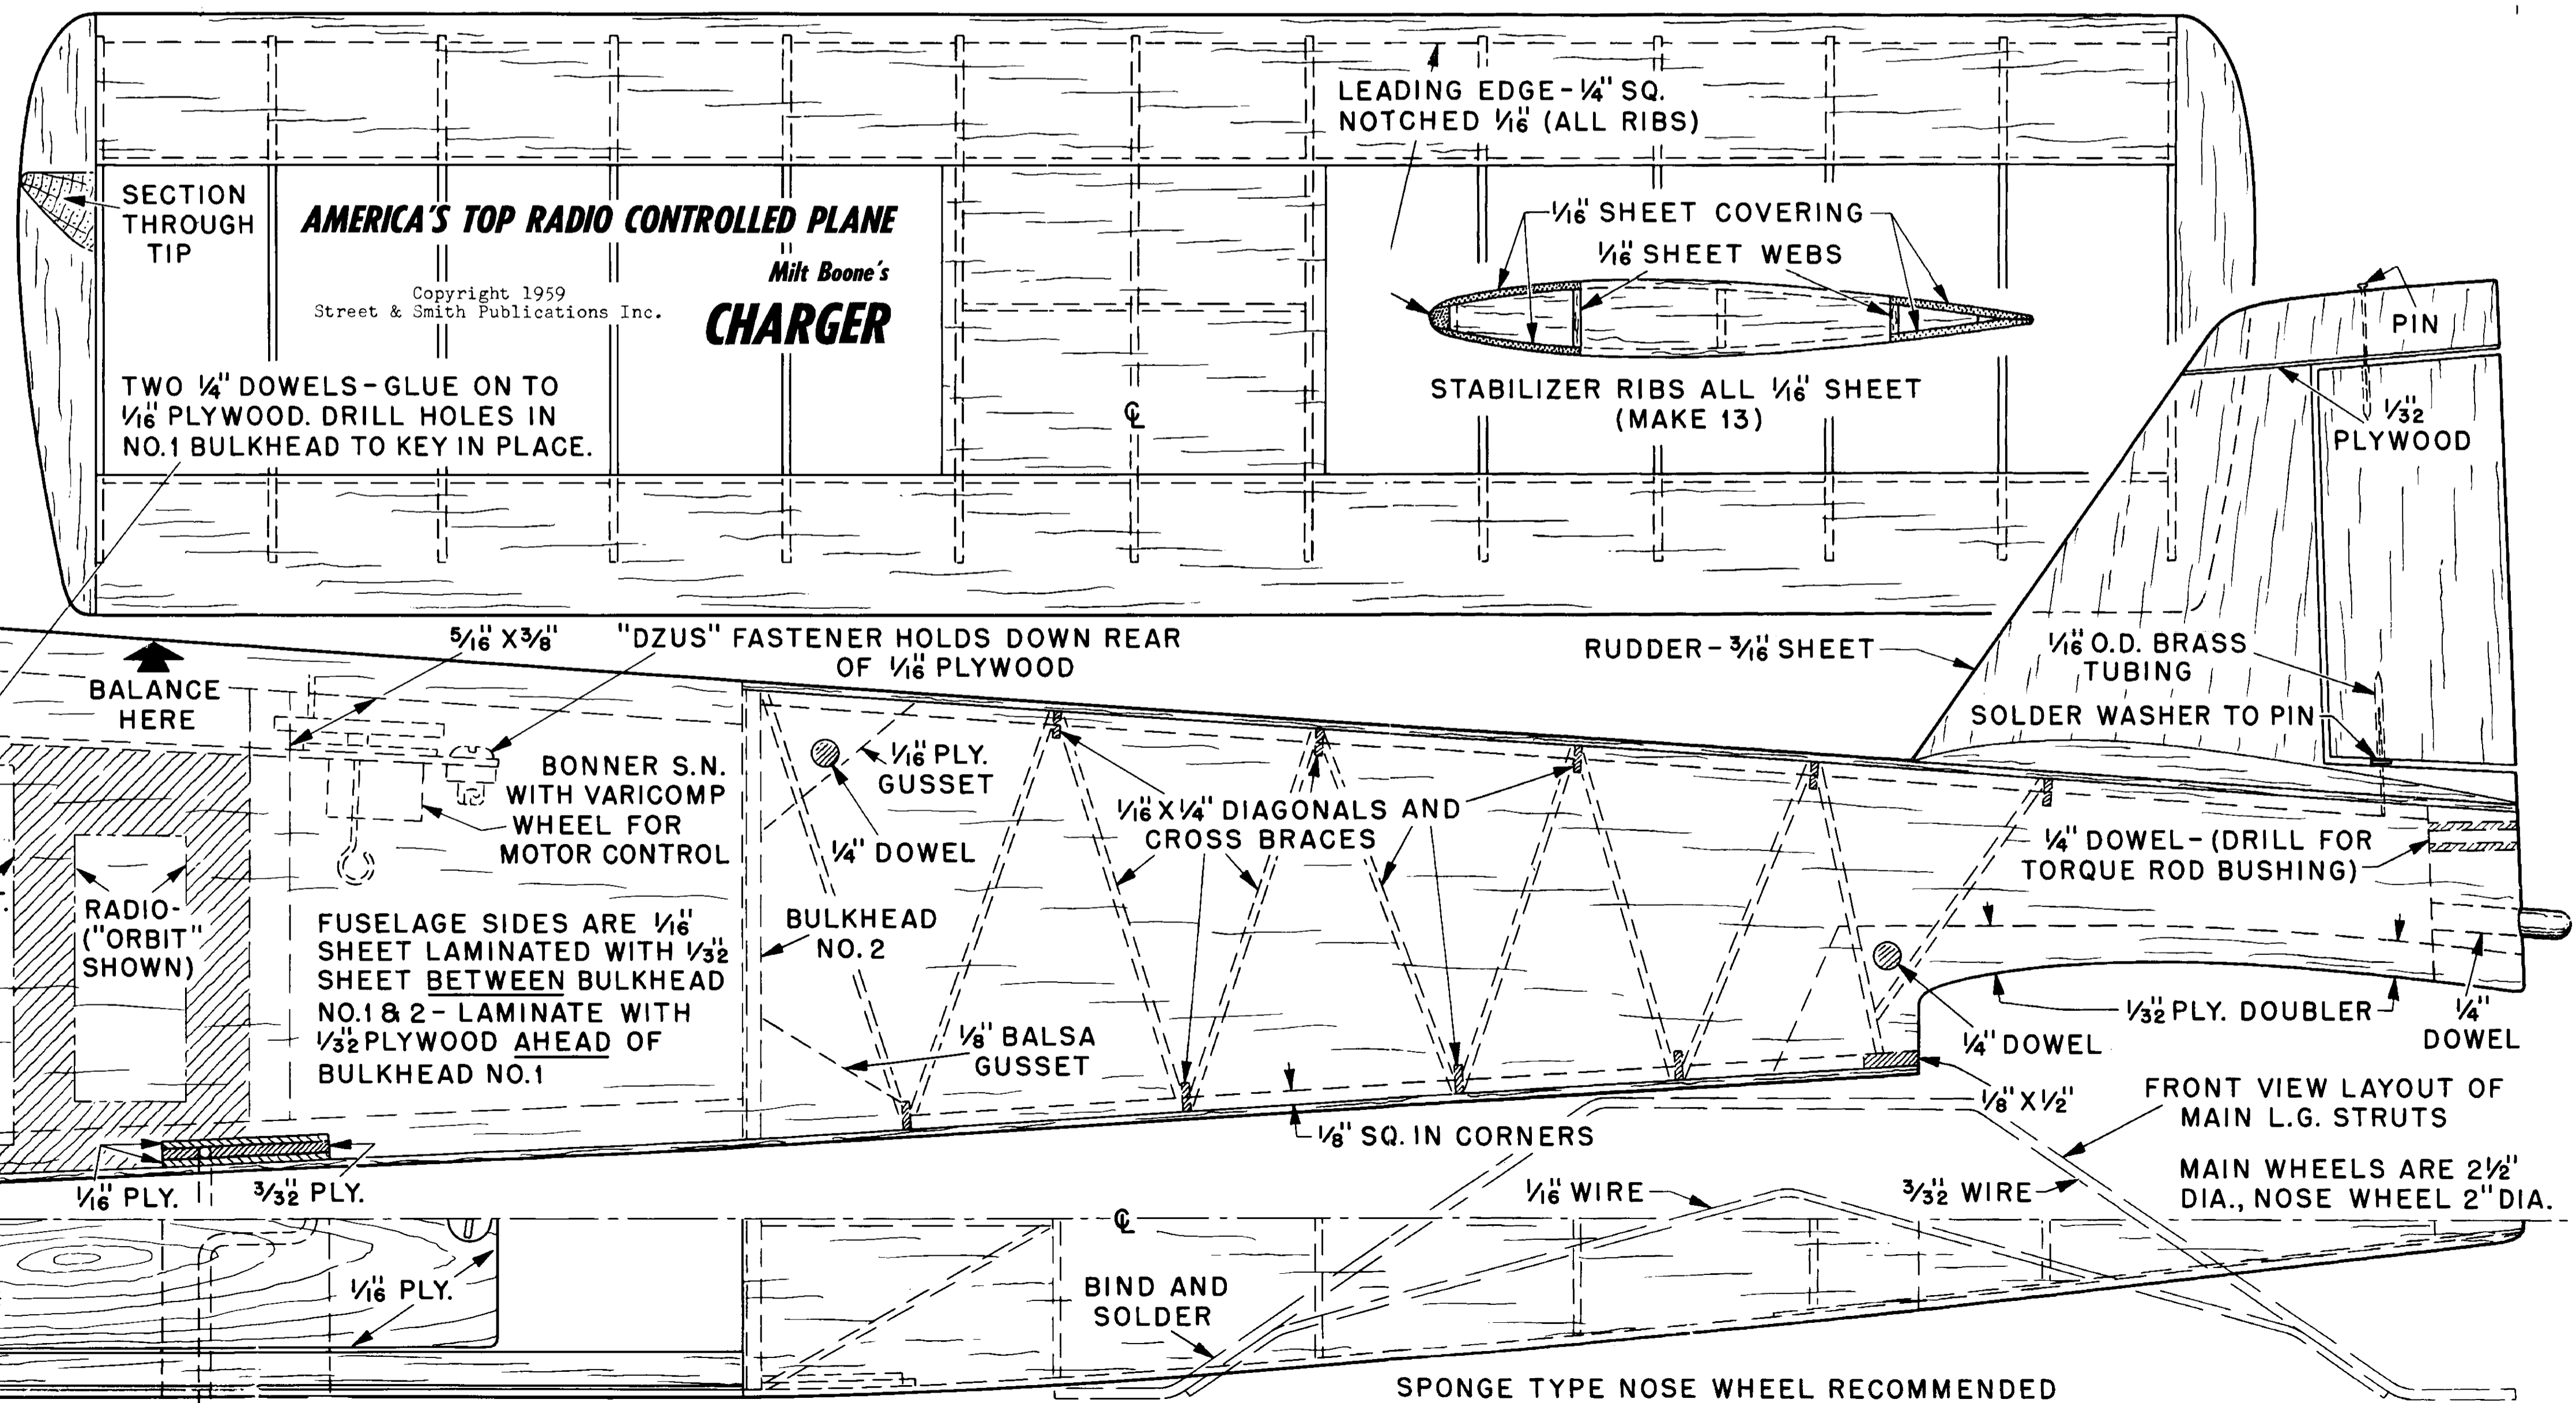 LEADING EDGE - 1/4" SQ.
NOTCHED 1/16" (ALL RIBS)
SECTION
THROUGH
TIP
AMERICA'S TOP RADIO CONTROLLED PLANE
Milt Boone's
CHARGER
Copyright 1959
Street & Smith Publications Inc.
1/16" SHEET COVERING
1/16" SHEET WEBS
STABILIZER RIBS ALL 1/16" SHEET
(MAKE 13)
TWO 1/4" DOWELS - GLUE ON TO
1/16" PLYWOOD. DRILL HOLES IN
NO.1 BULKHEAD TO KEY IN PLACE.
℄
PIN
1/32"
PLYWOOD
BALANCE
HERE
5/16" X 3/8"
"DZUS" FASTENER HOLDS DOWN REAR
OF 1/16" PLYWOOD
RUDDER - 3/16" SHEET
1/16" O.D. BRASS
TUBING
SOLDER WASHER TO PIN
BONNER S.N.
WITH VARICOMP
WHEEL FOR
MOTOR CONTROL
1/16" PLY.
GUSSET
1/4" DOWEL
1/16" X 1/4" DIAGONALS AND
CROSS BRACES
1/4" DOWEL - (DRILL FOR
TORQUE ROD BUSHING)
RADIO-
("ORBIT"
SHOWN)
FUSELAGE SIDES ARE 1/16"
SHEET LAMINATED WITH 1/32"
SHEET BETWEEN BULKHEAD
NO.1 & 2 - LAMINATE WITH
1/32" PLYWOOD AHEAD OF
BULKHEAD NO.1
BULKHEAD
NO. 2
1/8" BALSA
GUSSET
1/32" PLY. DOUBLER
1/4"
DOWEL
1/4" DOWEL
1/8" X 1/2"
1/8" SQ. IN CORNERS
FRONT VIEW LAYOUT OF
MAIN L.G. STRUTS
MAIN WHEELS ARE 2 1/2"
DIA., NOSE WHEEL 2" DIA.
1/16" PLY.
3/32" PLY.
1/16" WIRE
3/32" WIRE
℄
1/16" PLY.
BIND AND
SOLDER
SPONGE TYPE NOSE WHEEL RECOMMENDED